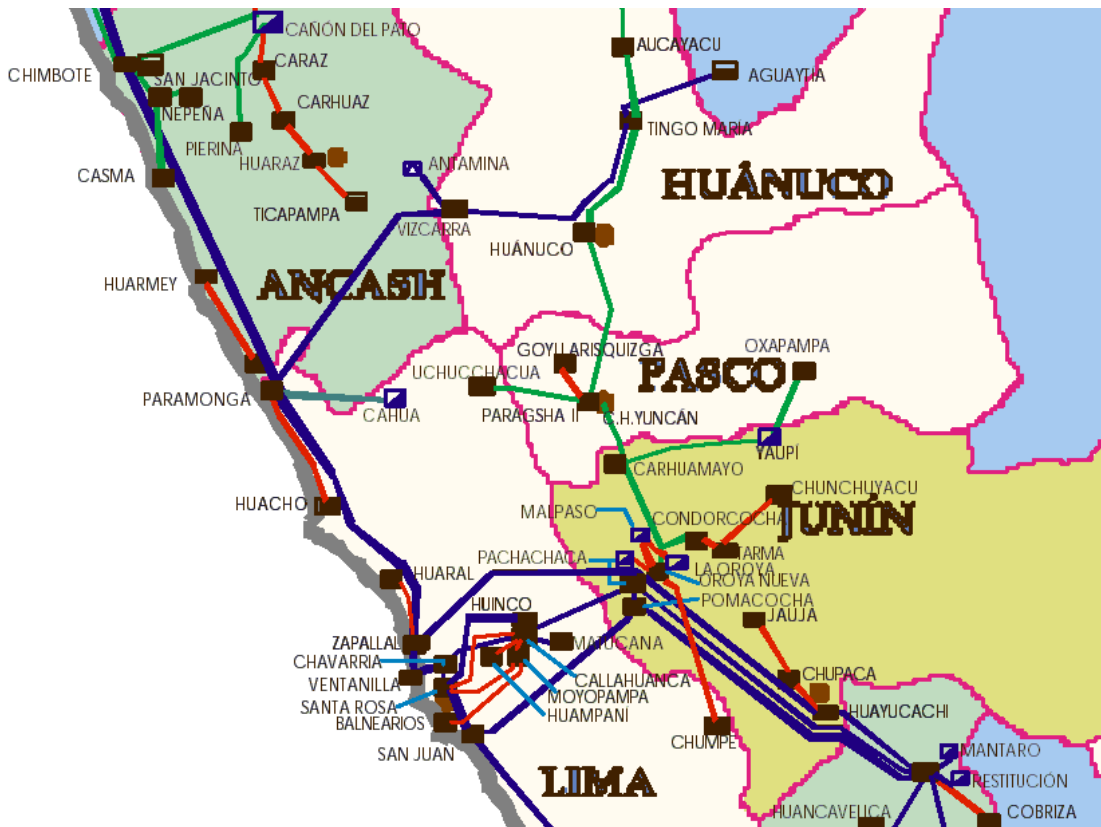 CAÑÓN DEL PATO
AUCAYACU
CHIMBOTE
CARAZ
SAN JACINTO
AGUAYTIA
NEPEÑA
CARHUAZ
TINGO MARIA
PIERINA
HUARAZ
ANTAMINA
CASMA
HUÁNUCO
TICAPAMPA
VIZCARRA
HUÁNUCO
HUARMEY
ANCASH
GOYLLARISQUIZGA
OXAPAMPA
UCHUCCHACUA
PASCO
PARAMONGA
CAHUA
PARAGSHA II
C.H.YUNCÁN
YAUPI
CARHUAMAYO
CHUNCHUYACU
HUACHO
MALPASO
CONDORCOCHA
JUNÍN
PACHACHACA
TARMA
LA OROYA
HUARAL
OROYA NUEVA
HUINCO
POMACOCHA
JAUJA
ZAPALLAL
MATUCANA
CHAVARRIA
CALLAHUANCA
CHUPACA
VENTANILLA
MOYOPAMPA
SANTA ROSA
HUAMPANÍ
HUAYUCACHI
BALNEARIOS
CHUMPE
SAN JUAN
MANTARO
LIMA
RESTITUCIÓN
HUANCAVELICA
COBRIZA